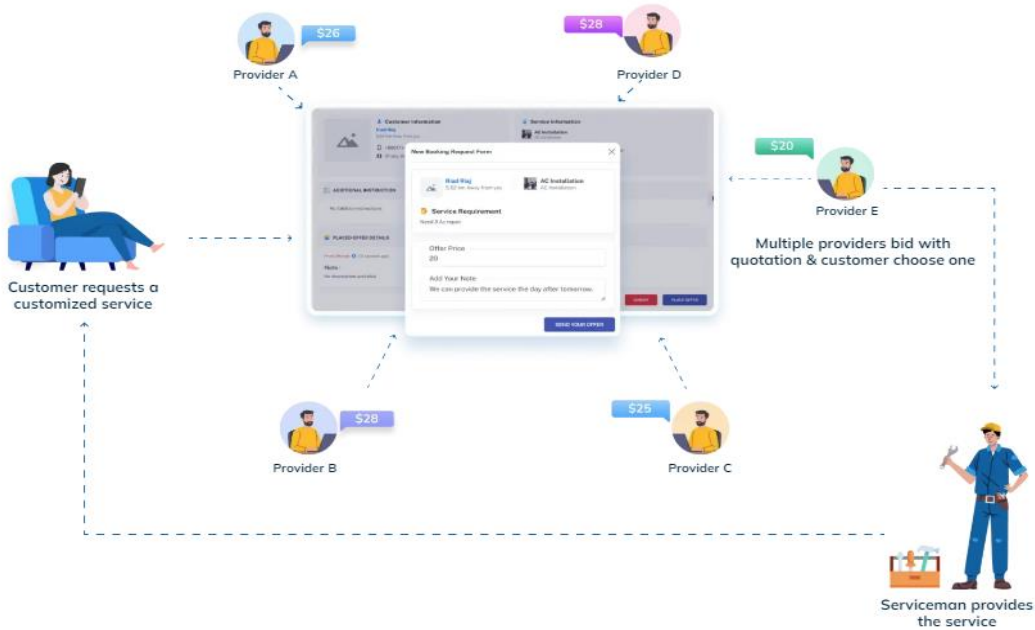 $26
$28
Provider A
Provider D
Customer Information
Service Information
AC Installation
New Booking Request Form
$20
AC Installation
AC Installation
Away from you
ADDITIONAL INSTRUCTION
Service Requirement
Provider E
PLACED OFFER DETAILS
Offer Price
20
Multiple providers bid with
quotation & customer choose one
Note :
Add Your Note
We can provide the service the day after tomorrow.
Customer requests a
customized service
SEND YOUR OFFER
$28
$25
Provider B
Provider C
Serviceman provides
the service